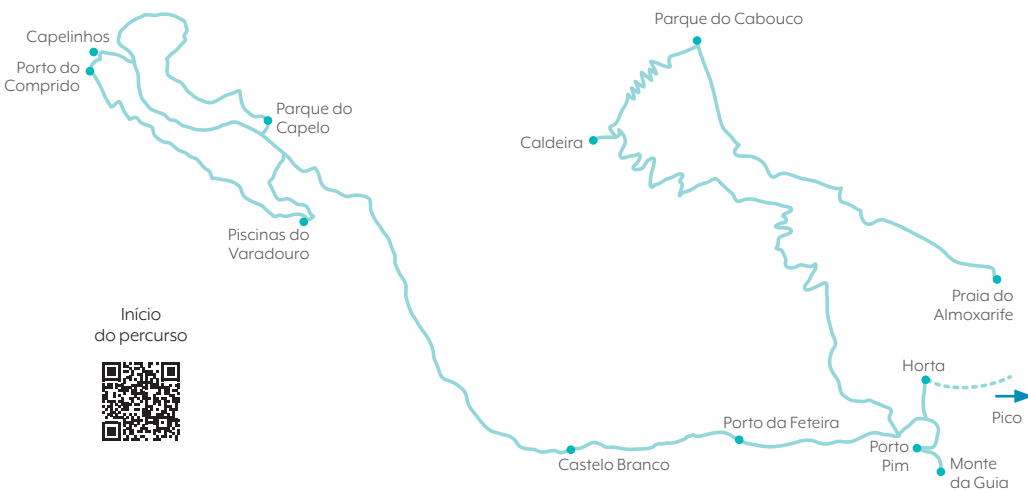 Capelinhos
Porto do
Comprido
Parque do
Capelo
Piscinas do
Varadouro
Início
do percurso
Parque do Cabouco
Caldeira
Praia do
Almoxarife
Horta
Pico
Porto da Feteira
Porto
Pim
Castelo Branco
Monte
da Guia